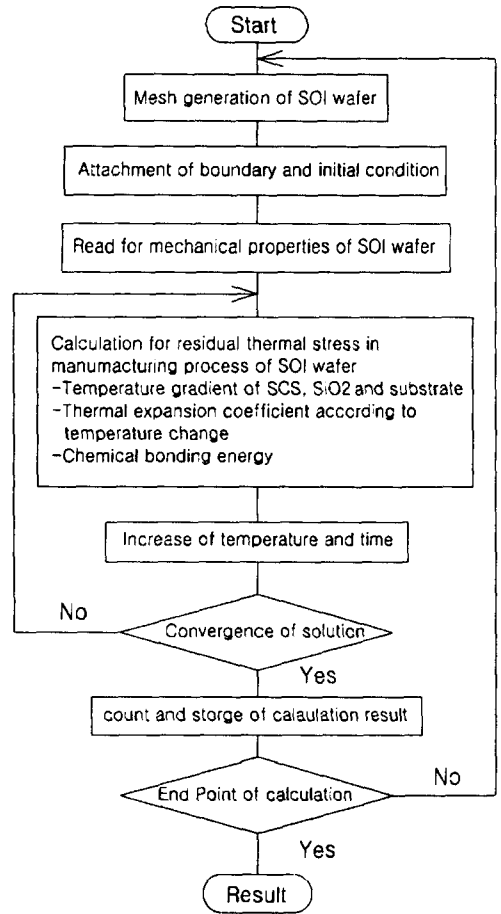 Start
Mesh generation of SOI wafer
Attachment of boundary and initial condition
Read for mechanical properties of SOI wafer
Calculation for residual thermal stress in
manumacturing process of SOI wafer
-Temperature gradient of SCS, SiO2 and substrate
-Thermal expansion coefficient according to
temperature change
-Chemical bonding energy
Increase of temperature and time
No
Convergence of solution
Yes
count and storge of calaulation result
No
End Point of calculation
Yes
Result